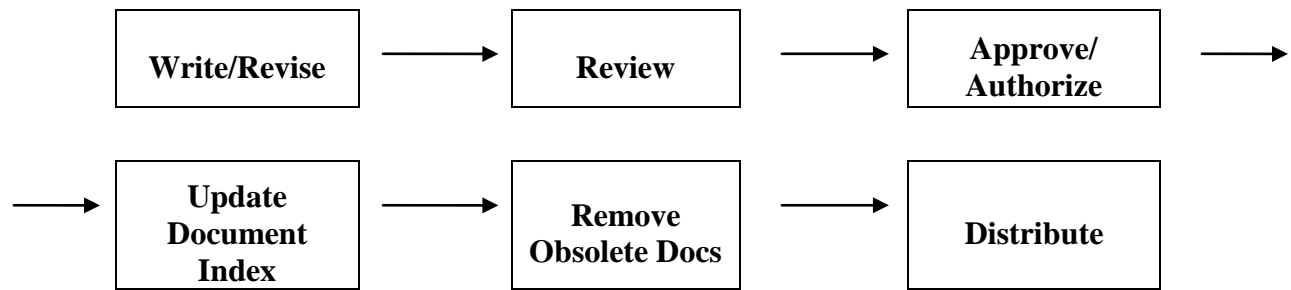 Write/Revise
Review
Approve/
Authorize
Update
Document
Index
Remove
Obsolete Docs
Distribute